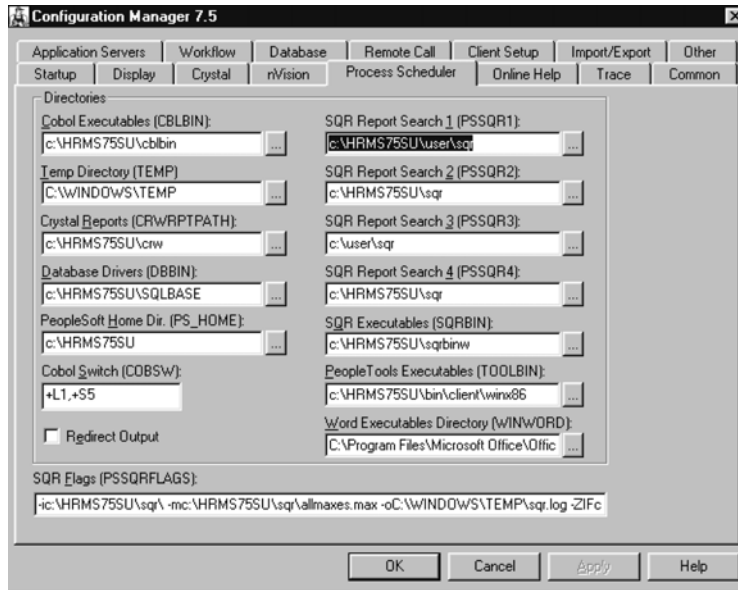 Configuration Manager 7.5
Application Servers Workflow Database Remote Call Client Setup Import/Export Other
Startup Display Crystal nVision Process Scheduler Online Help Trace Common
Directories
Cobol Executables (CBLBIN): SQR Report Search 1 (PSSQR1):
c:\HRMS75SU\cblbin ... c:\HRMS75SU\user\sqr ...
Temp Directory (TEMP) SQR Report Search 2 (PSSQR2):
C:\WINDOWS\TEMP ... c:\HRMS75SU\sqr ...
Crystal Reports (CRWRPTPATH): SQR Report Search 3 (PSSQR3):
c:\HRMS75SU\crw ... c:\user\sqr ...
Database Drivers (DBBIN): SQR Report Search 4 (PSSQR4):
c:\HRMS75SU\SQLBASE ... c:\HRMS75SU\sqr ...
PeopleSoft Home Dir. (PS_HOME): SQR Executables (SQRBIN):
c:\HRMS75SU ... c:\HRMS75SU\sqrbinw ...
Cobol Switch (COBSW): PeopleTools Executables (TOOLBIN):
+L1,+S5 c:\HRMS75SU\bin\client\winx86 ...
Redirect Output Word Executables Directory (WINWORD):
C:\Program Files\Microsoft Office\Offic ...
SQR Flags (PSSQRFLAGS):
-ic:\HRMS75SU\sqr\ -mc:\HRMS75SU\sqr\allmaxes.max -oC:\WINDOWS\TEMP\sqr.log -ZIFc
OK Cancel Apply Help